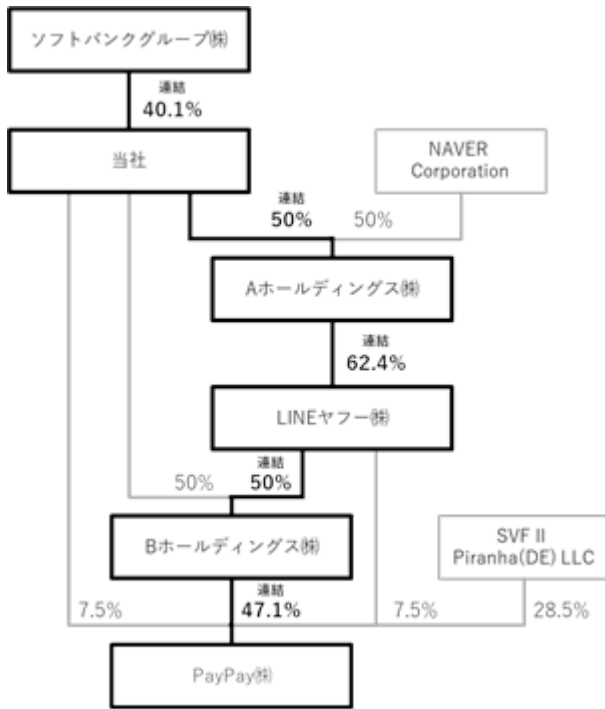 ソフトバンクグループ㈱
連結
40.1%
当社
NAVER
Corporation
連結
50%
50%
Aホールディングス㈱
連結
62.4%
LINEヤフー㈱
50%
連結
50%
Bホールディングス㈱
SVF II
Piranha(DE) LLC
7.5%
連結
47.1%
7.5%
28.5%
PayPay㈱